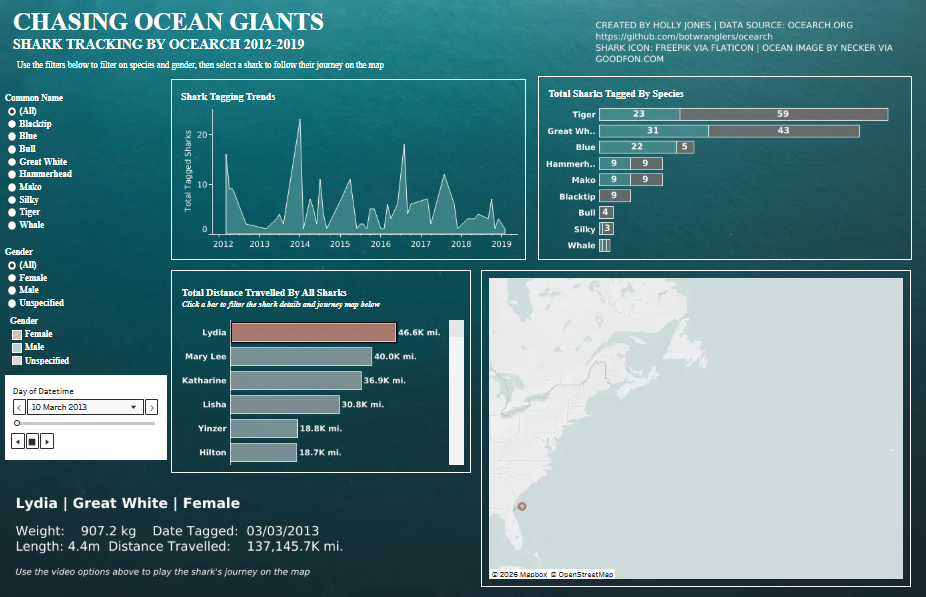 CHASING OCEAN GIANTS
SHARK TRACKING BY OCEARCH 2012-2019
Use the filters below to filter on species and gender, then select a shark to follow their journey on the map
CREATED BY HOLLY JONES | DATA SOURCE: OCEARCH.ORG
https://github.com/botwranglers/ocearch
SHARK ICON: FREEPIK VIA FLATICON | OCEAN IMAGE BY NECKER VIA
GOODFON.COM
Common Name
(All)
Blacktip
Blue
Bull
Great White
Hammerhead
Mako
Silky
Tiger
Whale
Gender
(All)
Female
Male
Unspecified
Gender
Female
Male
Unspecified
Day of Datetime
10 March 2013
Shark Tagging Trends
Total Tagged Sharks
20
10
0
2012 2013 2014 2015 2016 2017 2018 2019
Total Sharks Tagged By Species
Tiger 23 59
Great Wh.. 31 43
Blue 22 5
Hammerh.. 9 9
Mako 9 9
Blacktip 9
Bull 4
Silky 3
Whale
Total Distance Travelled By All Sharks
Click a bar to filter the shark details and journey map below
Lydia 46.6K mi.
Mary Lee 40.0K mi.
Katharine 36.9K mi.
Lisha 30.8K mi.
Yinzer 18.8K mi.
Hilton 18.7K mi.
© 2026 Mapbox © OpenStreetMap
Lydia | Great White | Female
Weight: 907.2 kg Date Tagged: 03/03/2013
Length: 4.4m Distance Travelled: 137,145.7K mi.
Use the video options above to play the shark's journey on the map